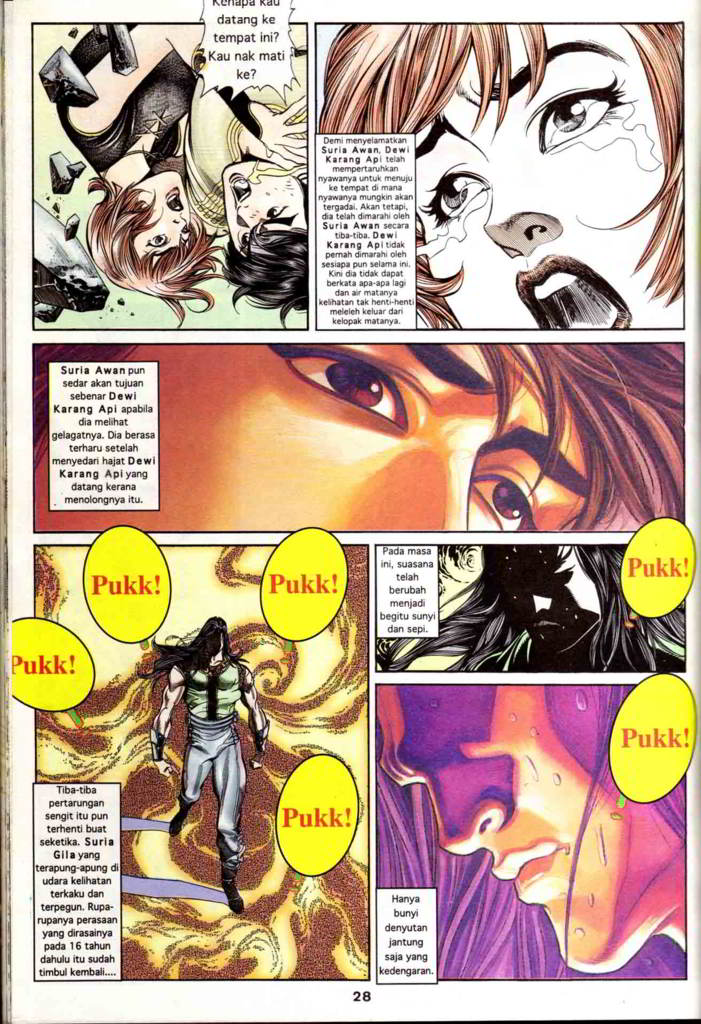 Kenapa kau
datang ke
tempat ini?
Kau nak mati
ke?
Demi menyelamatkan
Suria Awan, Dewi
Karang Api telah
mempertaruhkan
nyawanya untuk menuju
ke tempat di mana
nyawanya mungkin akan
tergadai. Akan tetapi,
dia telah dimarahi oleh
Suria Awan secara
tiba-tiba. Dewi
Karang Api tidak
pernah dimarahi oleh
sesiapa pun selama ini.
Kini dia tidak dapat
berkata apa-apa lagi
dan air matanya
kelihatan tak henti-henti
meleleh keluar dari
kelopak matanya.
Suria Awan pun
sedar akan tujuan
sebenar Dewi
Karang Api apabila
dia melihat
gelagatnya. Dia berasa
terharu setelah
menyedari hajat Dewi
Karang Api yang
datang kerana
menolongnya itu.
Pukk!
Pukk!
Pukk!
Pukk!
Tiba-tiba
pertarungan
sengit itu pun
terhenti buat
seketika. Suria
Gila yang
terapung-apung di
udara kelihatan
terkaku dan
terpegun. Rupa-
rupanya perasaan
yang dirasainya
pada 16 tahun
dahulu itu sudah
timbul kembali....
Pada masa
ini, suasana
telah
berubah
menjadi
begitu sunyi
dan sepi.
Pukk!
Pukk!
Hanya
bunyi
denyutan
jantung
saja yang
kedengaran.
28